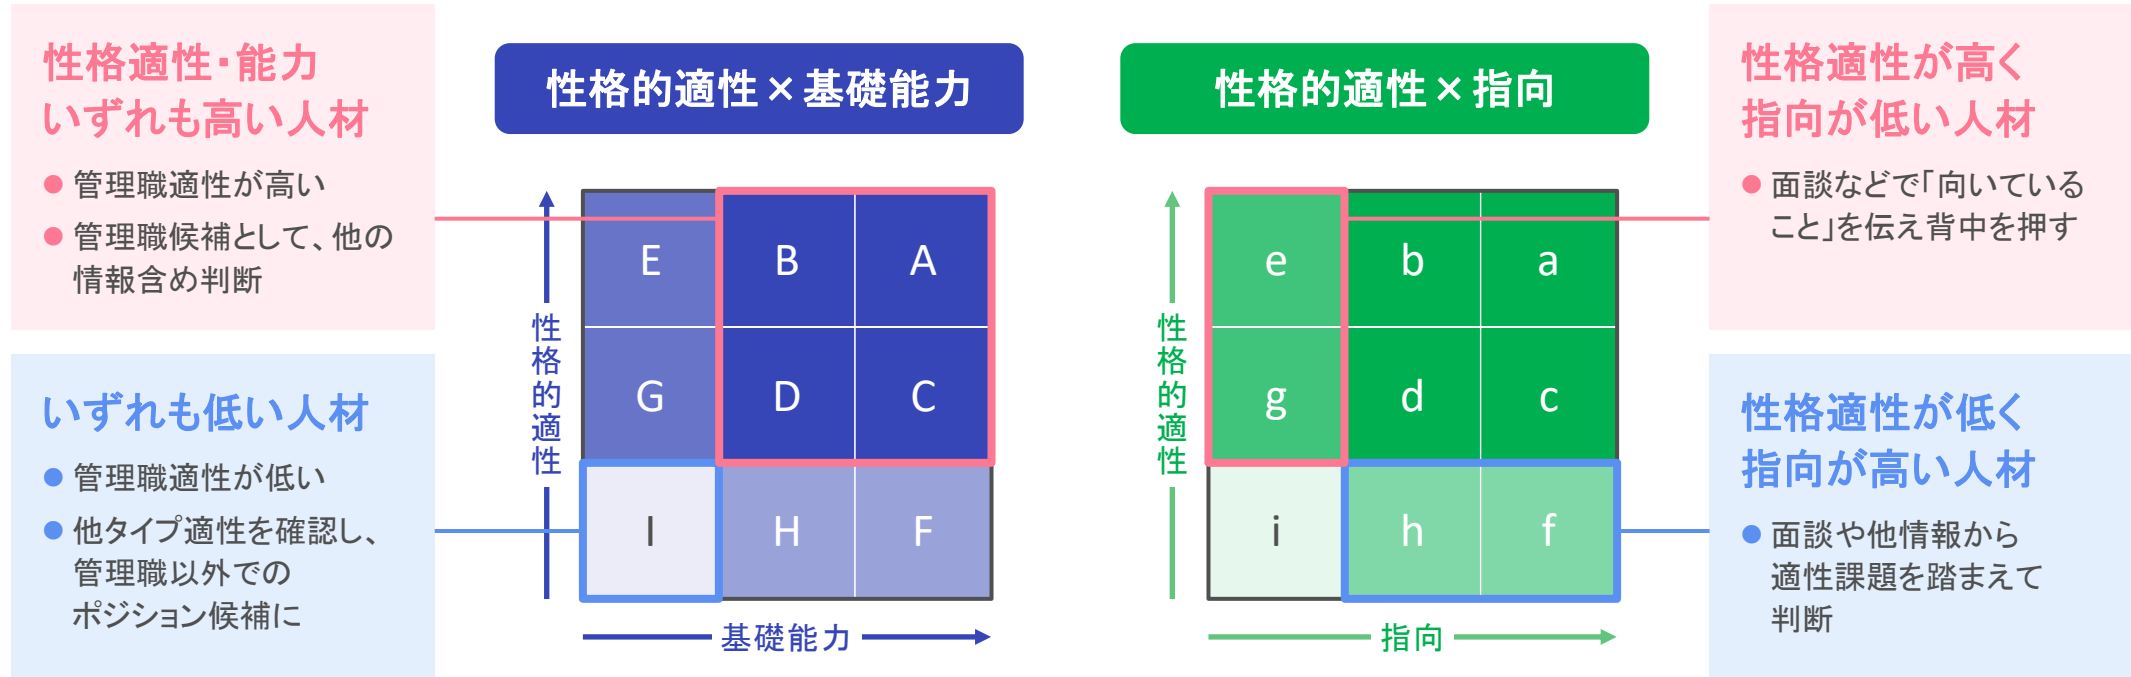 性格適性・能力
いずれも高い人材
管理職適性が高い
管理職候補として、他の
情報含め判断
いずれも低い人材
管理職適性が低い
他タイプ適性を確認し、
管理職以外での
ポジション候補に
性格的適性×基礎能力
性格的適性
E B A
G D C
I H F
基礎能力
性格的適性×指向
性格的適性
e b a
g d c
i h f
指向
性格適性が高く
指向が低い人材
面談などで「向いている
こと」を伝え背中を押す
性格適性が低く
指向が高い人材
面談や他情報から
適性課題を踏まえて
判断